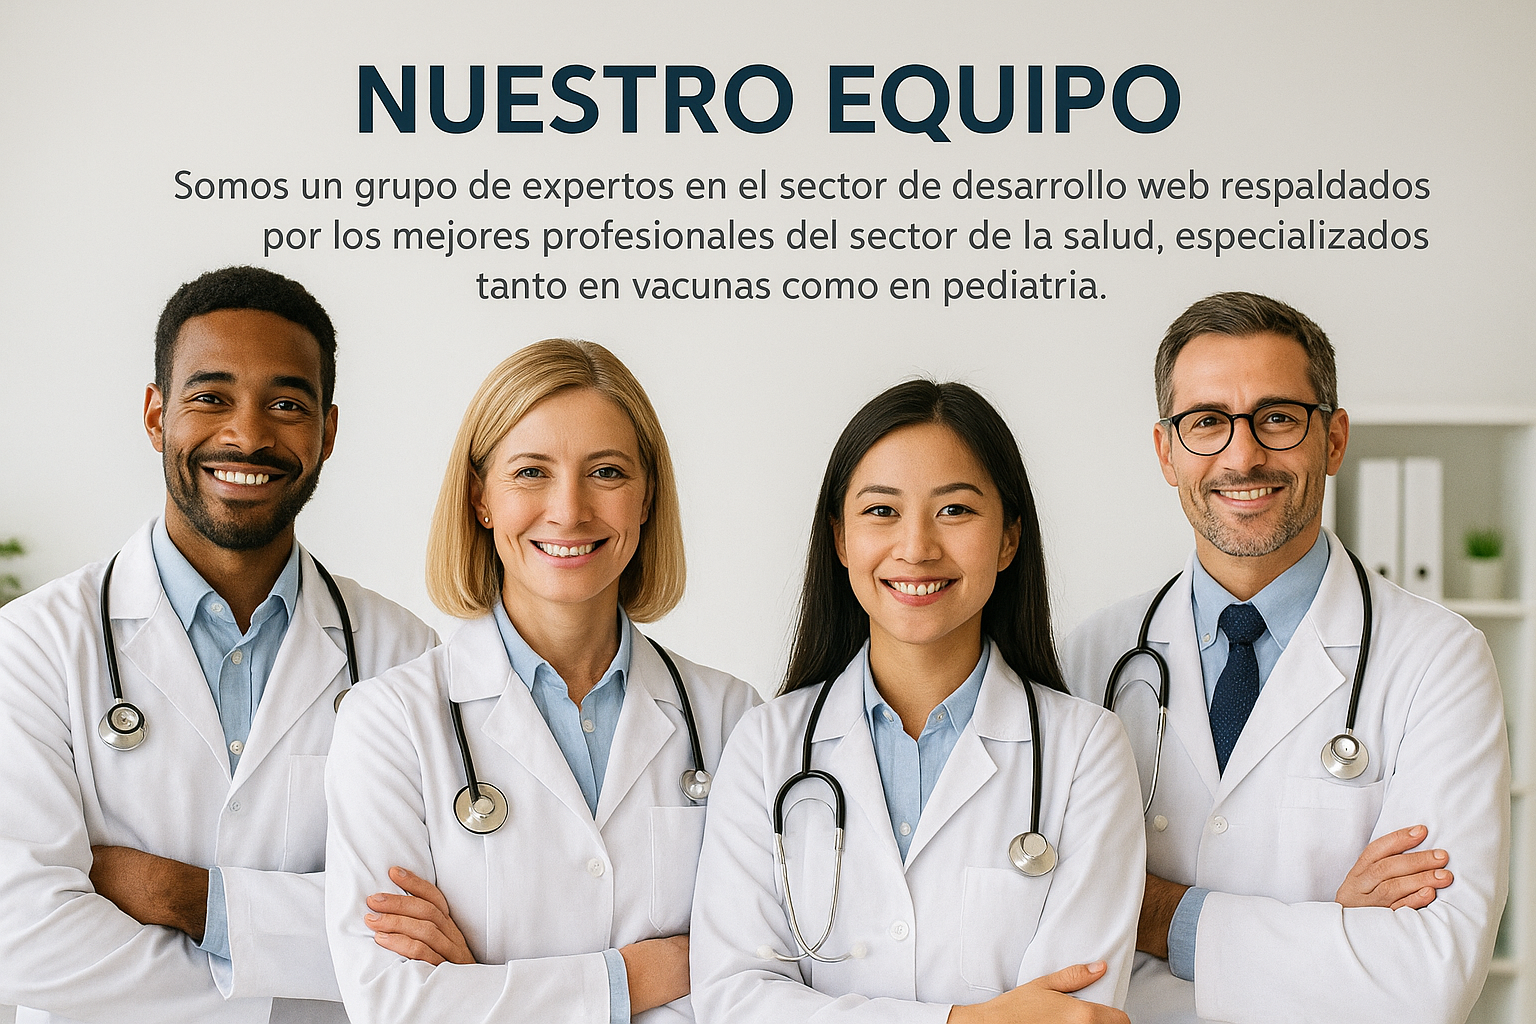 NUESTRO EQUIPO
Somos un grupo de expertos en el sector de desarrollo web respaldados
por los mejores profesionales del sector de la salud, especializados
tanto en vacunas como en pediatria.